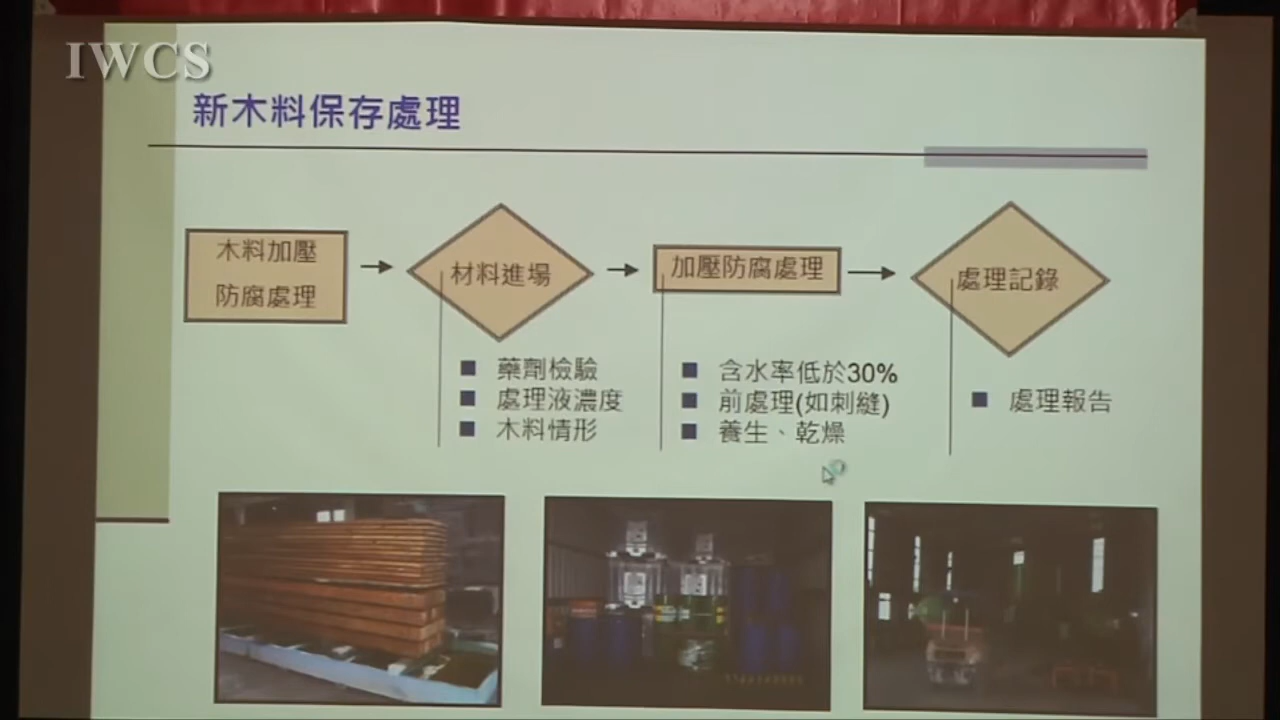 IWCS
新木料保存處理
木料加壓
防腐處理
材料進場
加壓防腐處理
處理記錄
藥劑檢驗
處理液濃度
木料情形
含水率低於30%
前處理(如刺縫)
養生、乾燥
處理報告